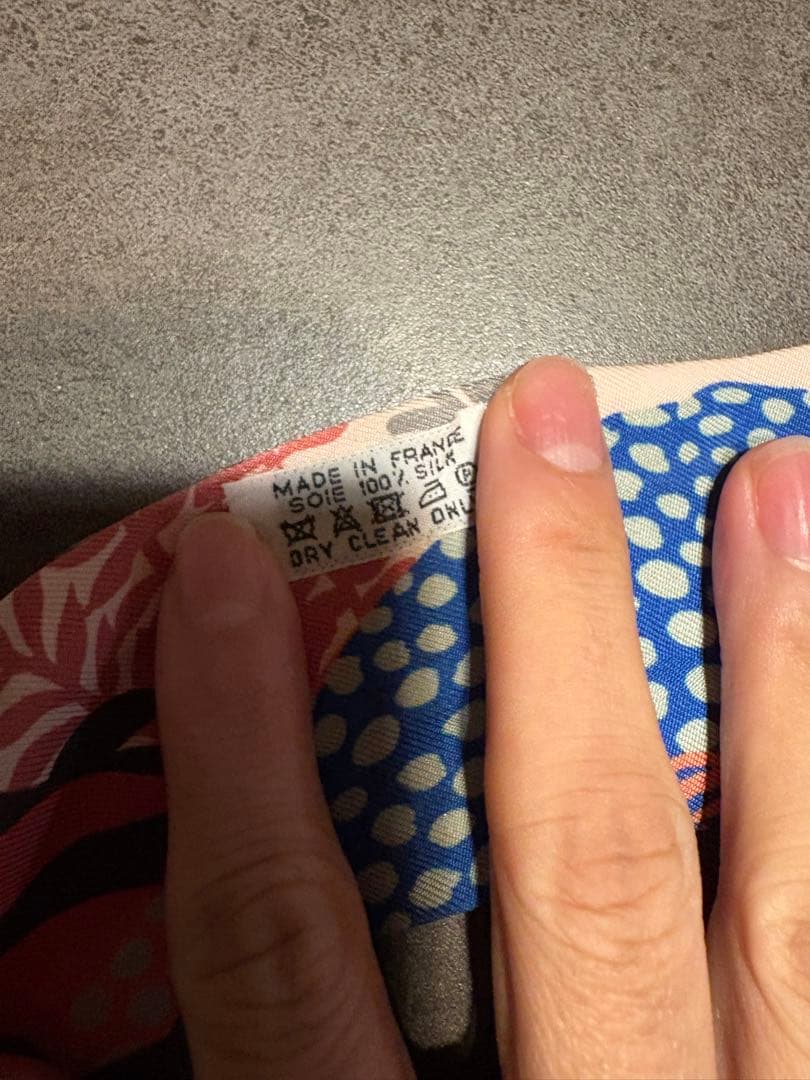 MADE IN FRANCE
SOIE 100% SILK
P
DRY CLEAN ONL